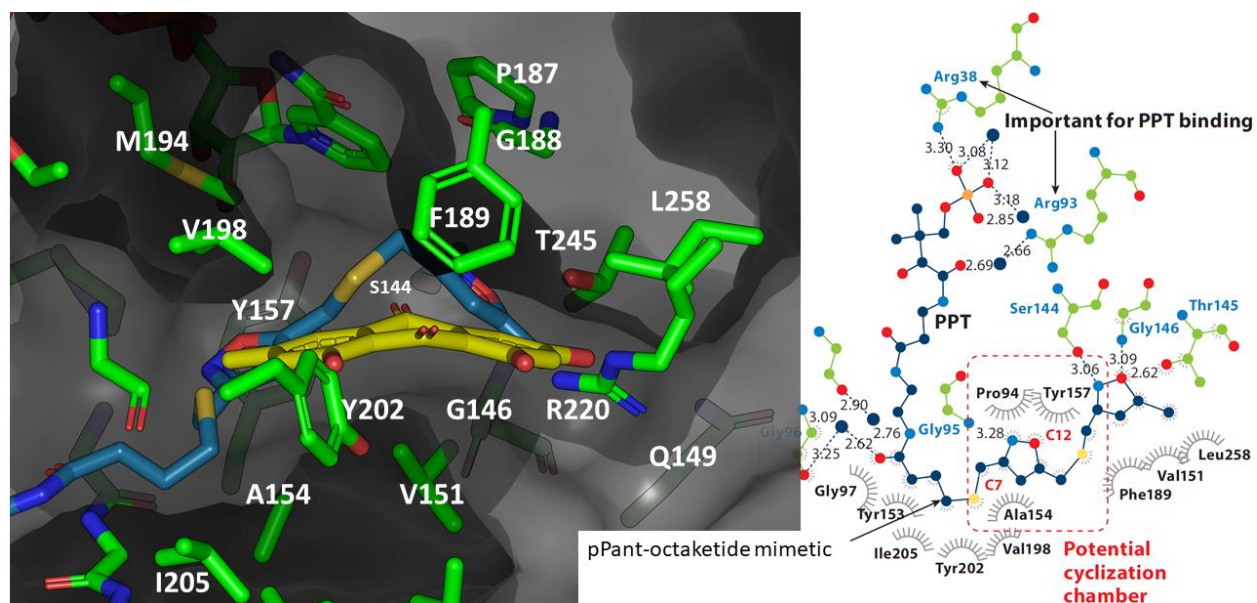 P187
G188
M194
F189
L258
V198
T245
S144
Y157
Y202
G146
R220
Q149
A154
V151
I205
Arg38
Important for PPT binding
3.30
3.08
3.12
3.18
2.85
Arg93
2.66
2.69
PPT
Ser144
Thr145
Gly146
3.09
2.62
3.06
Pro94
Tyr157
2.90
3.09
Gly96
2.62
2.76
Gly95
3.25
3.28
C12
C7
Leu258
Val151
Phe189
Gly97
Tyr153
Ala154
pPant-octaketide mimetic
Ile205
Tyr202
Val198
Potential
cyclization
chamber